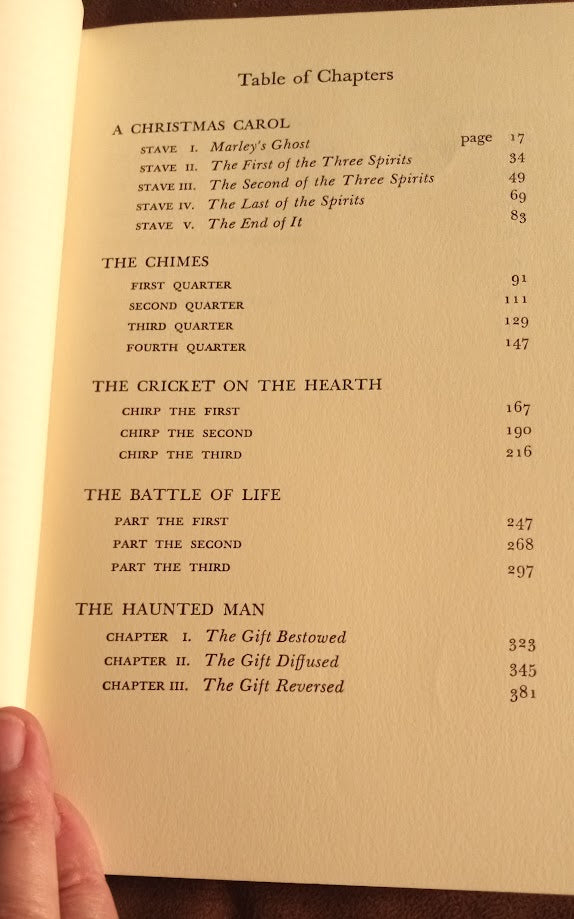 Table of Chapters
A CHRISTMAS CAROL
STAVE I. Marley's Ghost page 17
STAVE II. The First of the Three Spirits 34
STAVE III. The Second of the Three Spirits 49
STAVE IV. The Last of the Spirits 69
STAVE V. The End of It 83
THE CHIMES
FIRST QUARTER 91
SECOND QUARTER 111
THIRD QUARTER 129
FOURTH QUARTER 147
THE CRICKET ON THE HEARTH
CHIRP THE FIRST 167
CHIRP THE SECOND 190
CHIRP THE THIRD 216
THE BATTLE OF LIFE
PART THE FIRST 247
PART THE SECOND 268
PART THE THIRD 297
THE HAUNTED MAN
CHAPTER I. The Gift Bestowed 323
CHAPTER II. The Gift Diffused 345
CHAPTER III. The Gift Reversed 381